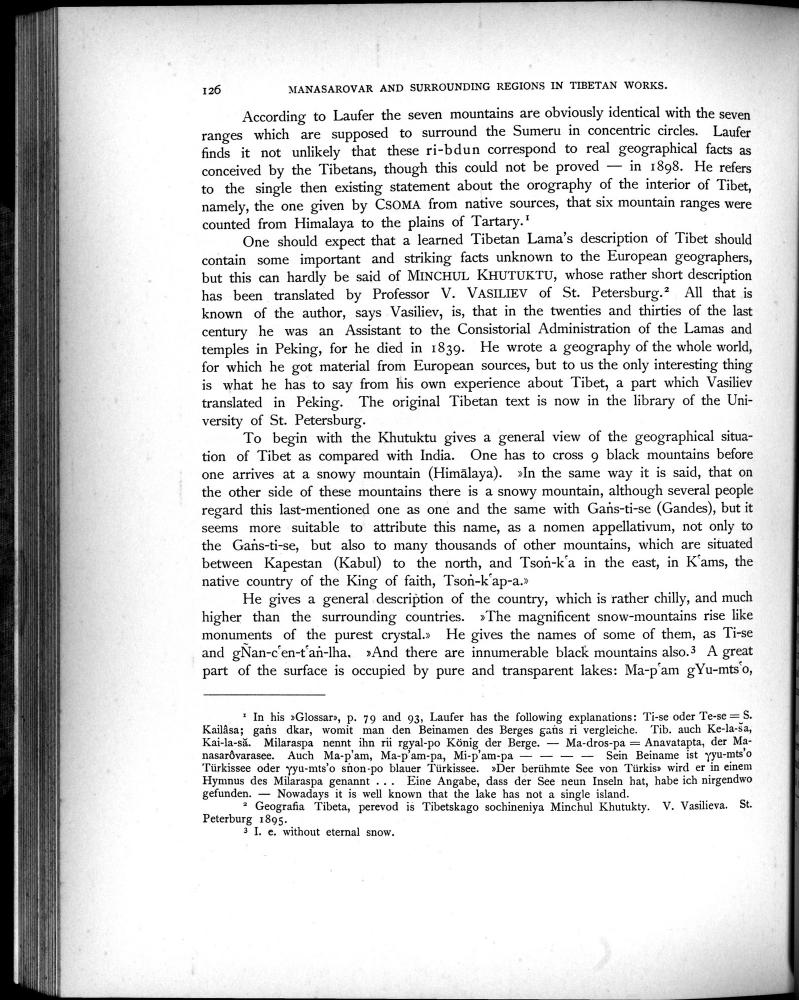 126 MANASAROVAR AND SURROUNDING REGIONS IN TIBETAN WORKS.
According to Laufer the seven mountains are obviously identical with the seven
ranges which are supposed to surround the Sumeru in concentric circles. Laufer
finds it not unlikely that these ri-bdun correspond to real geographical facts as
conceived by the Tibetans, though this could not be proved — in 1898. He refers
to the single then existing statement about the orography of the interior of Tibet,
namely, the one given by CSOMA from native sources, that six mountain ranges were
counted from Himalaya to the plains of Tartary.¹
One should expect that a learned Tibetan Lama's description of Tibet should
contain some important and striking facts unknown to the European geographers,
but this can hardly be said of MINCHUL KHUTUKTU, whose rather short description
has been translated by Professor V. VASILIEV of St. Petersburg.² All that is
known of the author, says Vasiliev, is, that in the twenties and thirties of the last
century he was an Assistant to the Consistorial Administration of the Lamas and
temples in Peking, for he died in 1839. He wrote a geography of the whole world,
for which he got material from European sources, but to us the only interesting thing
is what he has to say from his own experience about Tibet, a part which Vasiliev
translated in Peking. The original Tibetan text is now in the library of the Uni-
versity of St. Petersburg.
To begin with the Khutuktu gives a general view of the geographical situa-
tion of Tibet as compared with India. One has to cross 9 black mountains before
one arrives at a snowy mountain (Himālaya). »In the same way it is said, that on
the other side of these mountains there is a snowy mountain, although several people
regard this last-mentioned one as one and the same with Gaṅs-ti-se (Gandes), but it
seems more suitable to attribute this name, as a nomen appellativum, not only to
the Gaṅs-ti-se, but also to many thousands of other mountains, which are situated
between Kapestan (Kabul) to the north, and Tsoṅ-kʻa in the east, in Kʻams, the
native country of the King of faith, Tsoṅ-kʻap-a.»
He gives a general description of the country, which is rather chilly, and much
higher than the surrounding countries. »The magnificent snow-mountains rise like
monuments of the purest crystal.» He gives the names of some of them, as Ti-se
and gÑan-cʻen-tʻaṅ-lha. »And there are innumerable black mountains also.³ A great
part of the surface is occupied by pure and transparent lakes: Ma-pʻam gYu-mtsʻo,
¹ In his »Glossar», p. 79 and 93, Laufer has the following explanations: Ti-se oder Te-se = S.
Kailâsa; gaṅs dkar, womit man den Beinamen des Berges gaṅs ri vergleiche. Tib. auch Ke-la-ša,
Kai-la-să. Milaraspa nennt ihn rii rgyal-po König der Berge. — Ma-dros-pa = Anavatapta, der Ma-
nasarôvarasee. Auch Ma-p'am, Ma-p'am-pa, Mi-p'am-pa — — — — Sein Beiname ist γyu-mts'o
Türkissee oder γyu-mts'o sṅon-po blauer Türkissee. »Der berühmte See von Türkis» wird er in einem
Hymnus des Milaraspa genannt . . . Eine Angabe, dass der See neun Inseln hat, habe ich nirgendwo
gefunden. — Nowadays it is well known that the lake has not a single island.
² Geografia Tibeta, perevod is Tibetskago sochineniya Minchul Khutukty. V. Vasilieva. St.
Peterburg 1895.
³ I. e. without eternal snow.